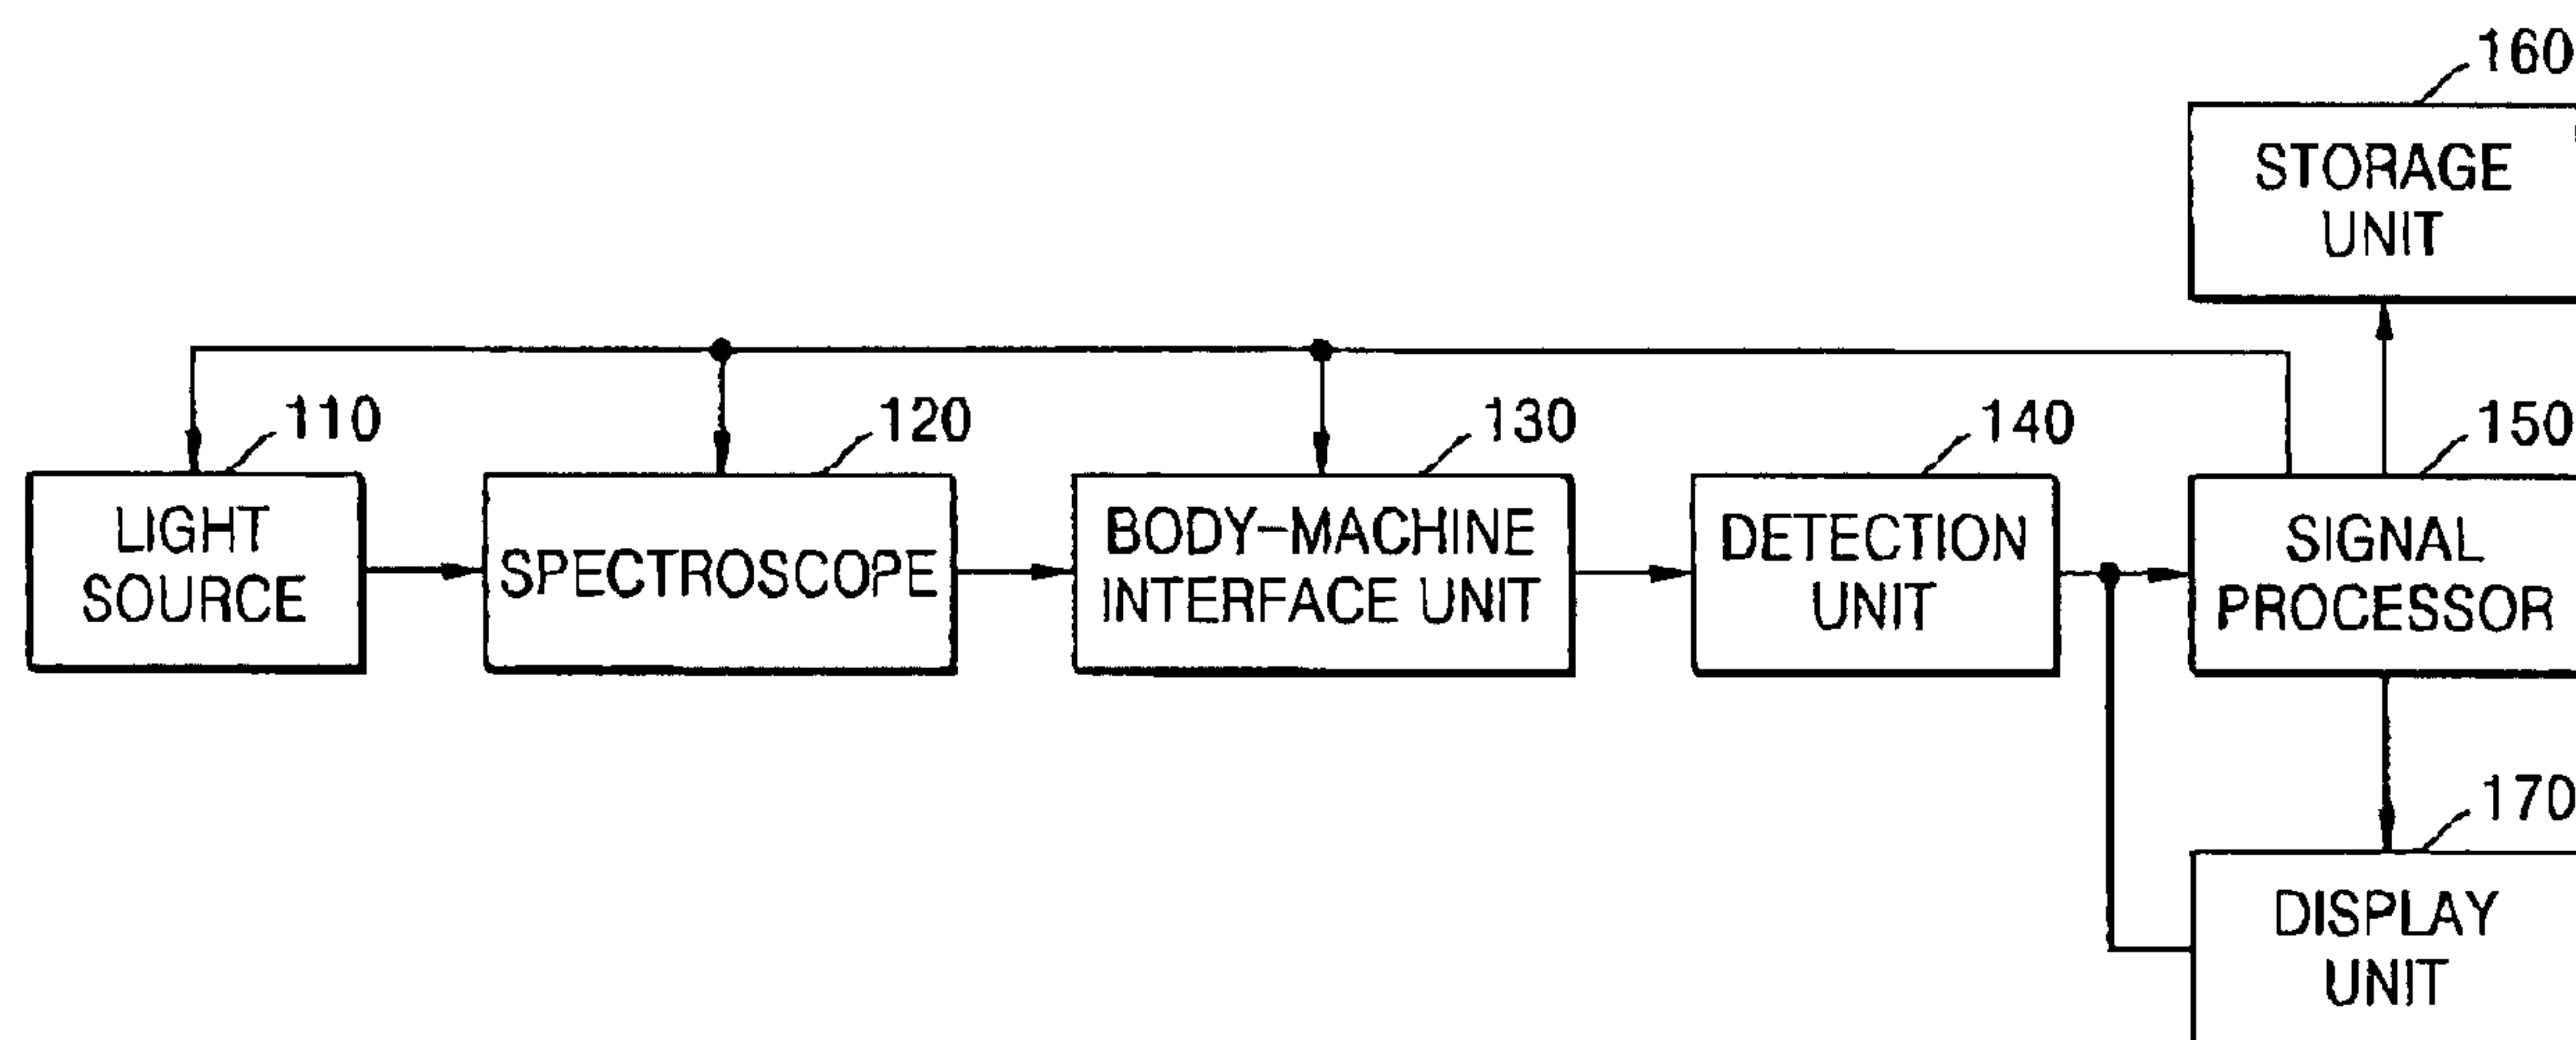 160
STORAGE
UNIT
110
120
130
140
150
LIGHT
SOURCE
SPECTROSCOPE
BODY-MACHINE
INTERFACE UNIT
DETECTION
UNIT
SIGNAL
PROCESSOR
170
DISPLAY
UNIT